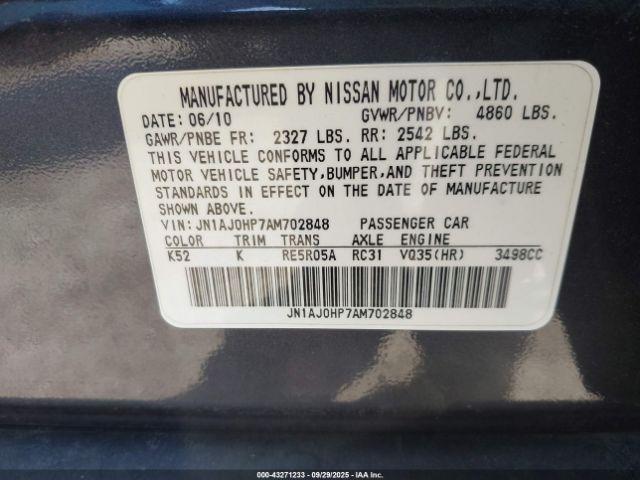 MANUFACTURED BY NISSAN MOTOR CO.,LTD.
DATE: 06/10 GVWR/PNBV: 4860 LBS.
GAWR/PNBE FR: 2327 LBS. RR: 2542 LBS.
THIS VEHICLE CONFORMS TO ALL APPLICABLE FEDERAL
MOTOR VEHICLE SAFETY,BUMPER,AND THEFT PREVENTION
STANDARDS IN EFFECT ON THE DATE OF MANUFACTURE
SHOWN ABOVE.
VIN: JN1AJ0HP7AM702848 PASSENGER CAR
COLOR TRIM TRANS AXLE ENGINE
K52 K RE5R05A RC31 VQ35(HR) 3498CC
JN1AJ0HP7AM702848
000-43271233 - 09/29/2025 - IAA Inc.